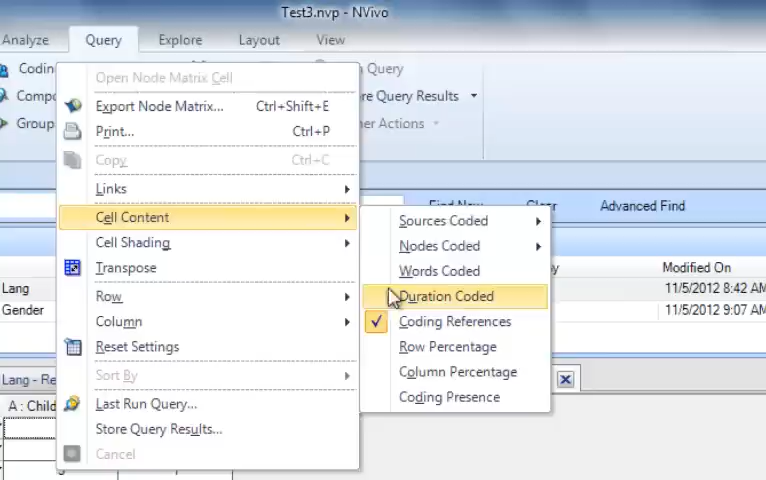 Test3.nvp - NVivo
Analyze Query Explore Layout View
Coding Query
Compo re Query Results
Group er Actions
Open Node Matrix Cell
Export Node Matrix... Ctrl+Shift+E
Print... Ctrl+P
Copy Ctrl+C
Links
Find Now Clear Advanced Find
Cell Content
Sources Coded
Cell Shading
Nodes Coded
Transpose
Words Coded
Modified On
Lang 11/5/2012 8:42 AM
Row
Duration Coded
Gender 11/5/2012 9:07 AM
Column
Coding References
Reset Settings
Row Percentage
Sort By
Column Percentage
Lang - Re
Last Run Query...
Coding Presence
A : Child
Store Query Results...
Cancel